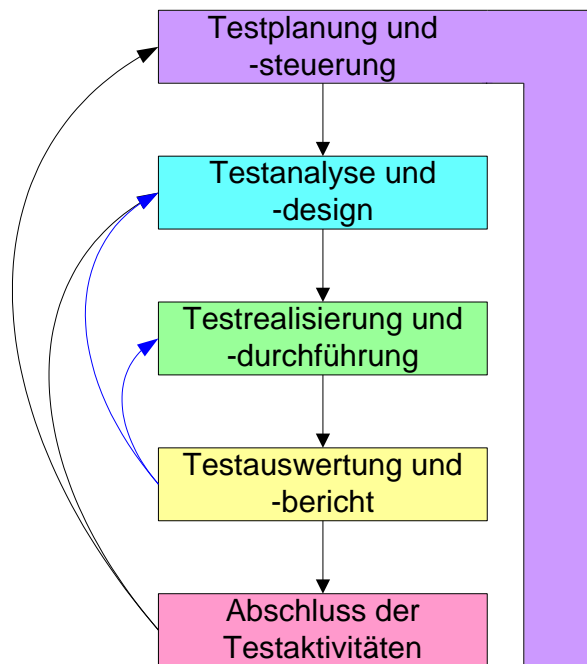 Testplanung und
-steuerung
Testanalyse und
-design
Testrealisierung und
-durchführung
Testauswertung und
-bericht
Abschluss der
Testaktivitäten